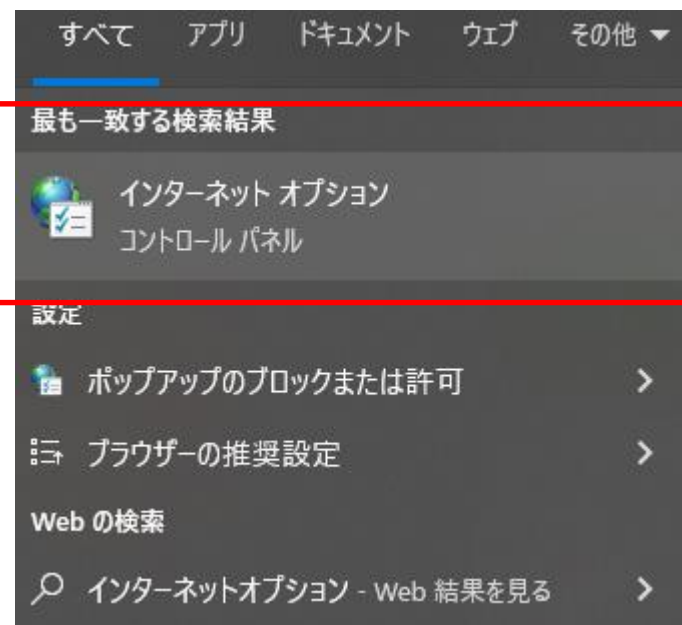 すべて アプリ ドキュメント ウェブ その他
最も一致する検索結果
インターネット オプション
コントロール パネル
設定
ポップアップのブロックまたは許可
ブラウザーの推奨設定
Web の検索
インターネットオプション - Web 結果を見る